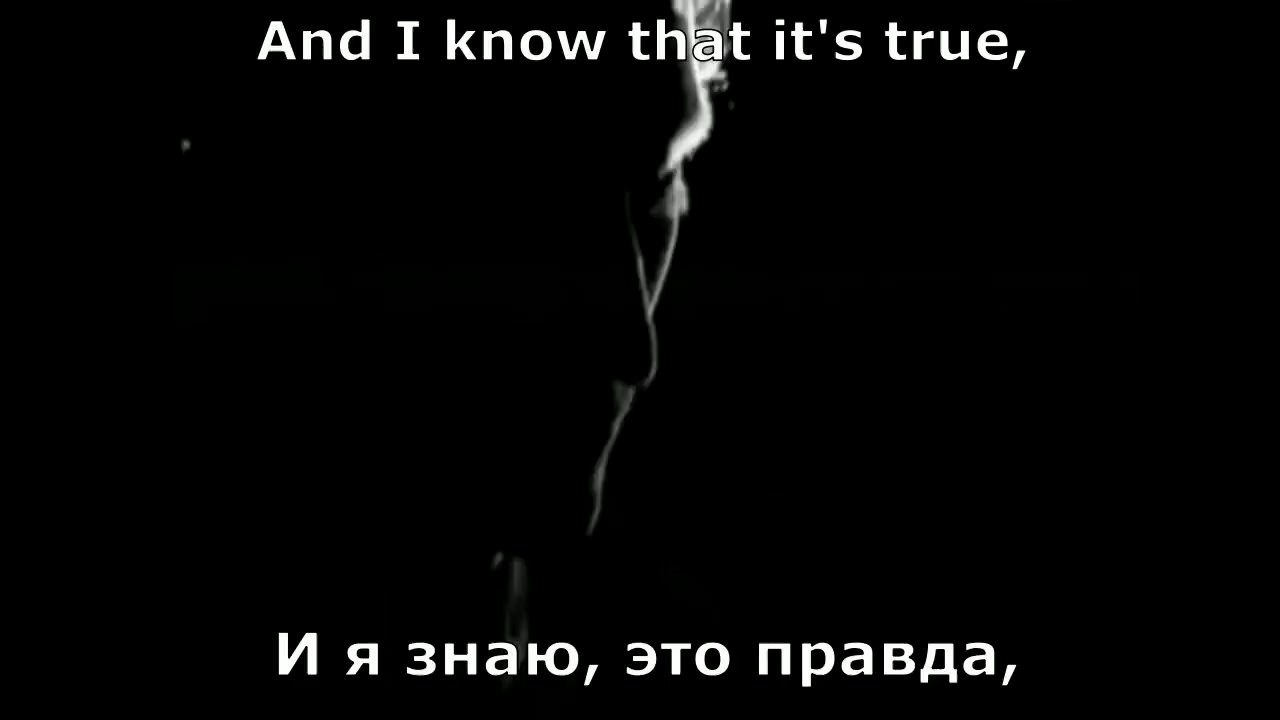 And I know that it's true,
И я знаю, это правда,